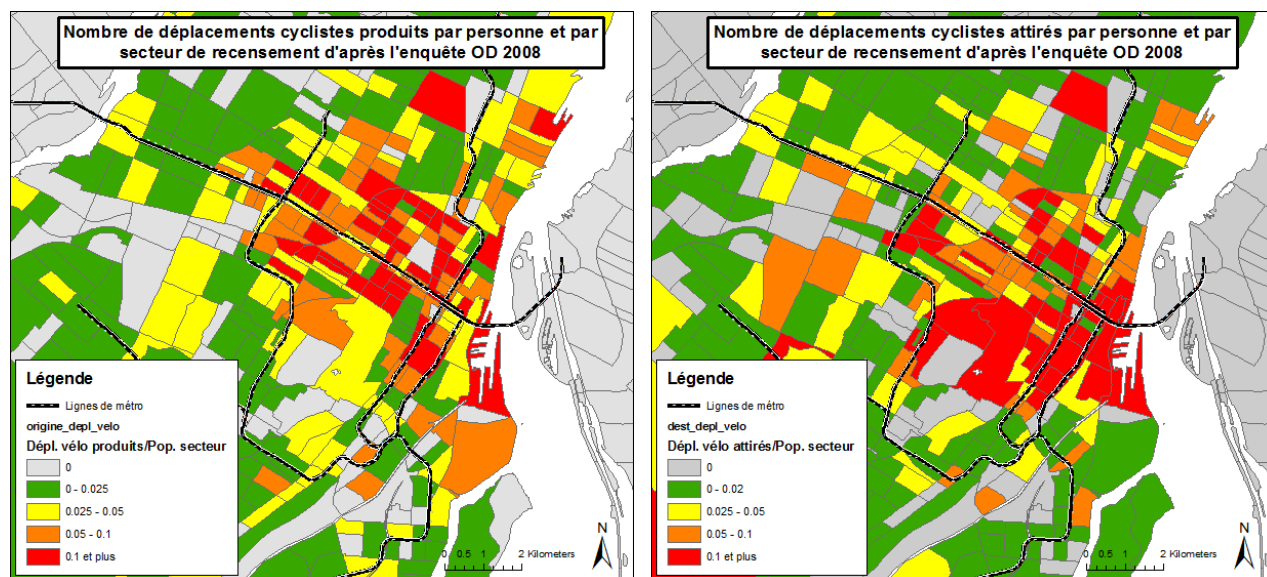 Nombre de déplacements cyclistes produits par personne et par
secteur de recensement d'après l'enquête OD 2008
Légende
Lignes de métro
origine_depl_velo
Dépl. vélo produits/Pop. secteur
0
0 - 0.025
0.025 - 0.05
0.05 - 0.1
0.1 et plus
N
0 0.5 1 2 Kilometers
Nombre de déplacements cyclistes attirés par personne et par
secteur de recensement d'après l'enquête OD 2008
Légende
Lignes de métro
dest_depl_velo
Dépl. vélo attirés/Pop. secteur
0
0 - 0.02
0.025 - 0.05
0.05 - 0.1
0.1 et plus
N
0 0.5 1 2 Kilometers